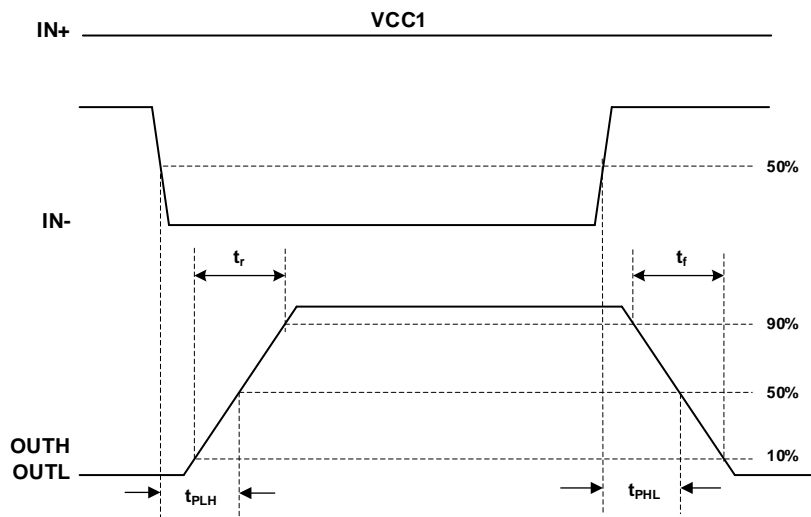 VCC1
IN+
50%
IN-
tr
tf
90%
50%
OUTH
OUTL
10%
tPLH
tPHL